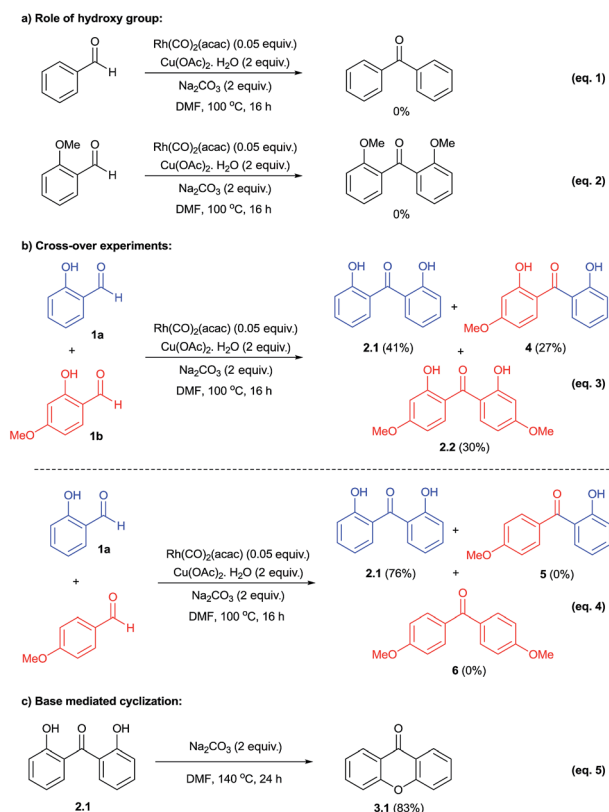 a) Role of hydroxy group:
O
H
Rh(CO)2(acac) (0.05 equiv.)
Cu(OAc)2. H2O (2 equiv.)
Na2CO3 (2 equiv.)
DMF, 100 °C, 16 h
O
0%
(eq. 1)
OMe O
H
Rh(CO)2(acac) (0.05 equiv.)
Cu(OAc)2. H2O (2 equiv.)
Na2CO3 (2 equiv.)
DMF, 100 °C, 16 h
OMe O OMe
0%
(eq. 2)
b) Cross-over experiments:
OH O
H
1a
+
OH O
H
MeO
1b
Rh(CO)2(acac) (0.05 equiv.)
Cu(OAc)2. H2O (2 equiv.)
Na2CO3 (2 equiv.)
DMF, 100 °C, 16 h
OH O OH
2.1 (41%)
+
OH O OH
MeO
4 (27%)
+
OH O OH
MeO OMe
2.2 (30%)
(eq. 3)
OH O
H
1a
+
O
H
MeO
Rh(CO)2(acac) (0.05 equiv.)
Cu(OAc)2. H2O (2 equiv.)
Na2CO3 (2 equiv.)
DMF, 100 °C, 16 h
OH O OH
2.1 (76%)
+
O OH
MeO
5 (0%)
+
O
MeO OMe
6 (0%)
(eq. 4)
c) Base mediated cyclization:
OH O OH
2.1
Na2CO3 (2 equiv.)
DMF, 140 °C, 24 h
O
O
3.1 (83%)
(eq. 5)